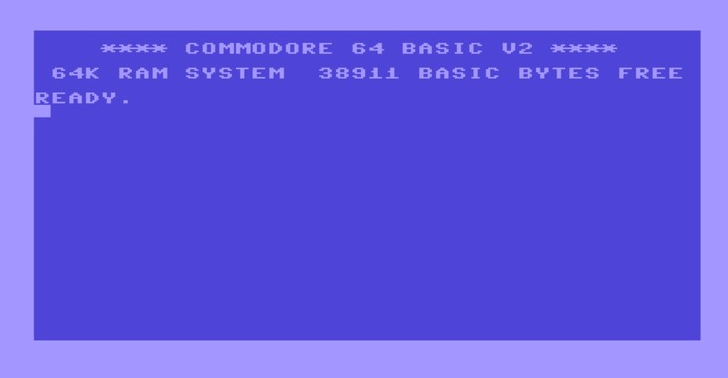 **** COMMODORE 64 BASIC V2 ****
64K RAM SYSTEM  38911 BASIC BYTES FREE
READY.